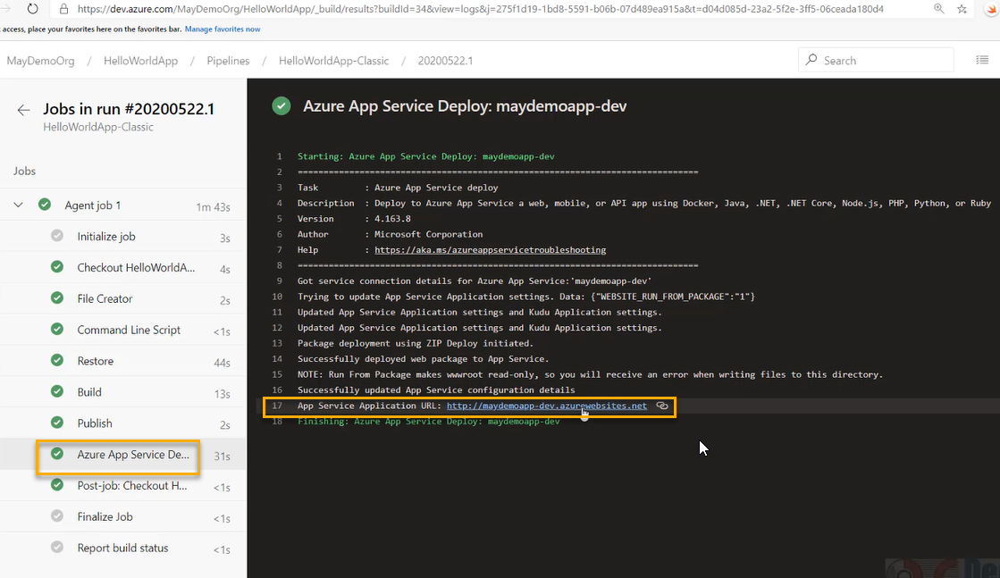 https://dev.azure.com/MayDemoOrg/HelloWorldApp/_build/results?buildId=34&view=logs&j=275f1d19-1bd8-5591-b06b-07d489ea915a&t=d04d085d-23a2-5f2e-3ff5-06ceada180d4
access, place your favorites here on the favorites bar. Manage favorites now
MayDemoOrg / HelloWorldApp / Pipelines / HelloWorldApp-Classic / 20200522.1
Search
Jobs in run #20200522.1
HelloWorldApp-Classic
Jobs
Agent job 1 1m 43s
Initialize job 3s
Checkout HelloWorldA... 4s
File Creator 2s
Command Line Script <1s
Restore 44s
Build 13s
Publish 2s
Azure App Service De... 31s
Post-job: Checkout H... <1s
Finalize Job <1s
Report build status <1s
Azure App Service Deploy: maydemoapp-dev
1 Starting: Azure App Service Deploy: maydemoapp-dev
2 ==============================================================================
3 Task : Azure App Service deploy
4 Description : Deploy to Azure App Service a web, mobile, or API app using Docker, Java, .NET, .NET Core, Node.js, PHP, Python, or Ruby
5 Version : 4.163.8
6 Author : Microsoft Corporation
7 Help : https://aka.ms/azureappservicetroubleshooting
8 ==============================================================================
9 Got service connection details for Azure App Service:'maydemoapp-dev'
10 Trying to update App Service Application settings. Data: {"WEBSITE_RUN_FROM_PACKAGE":"1"}
11 Updated App Service Application settings and Kudu Application settings.
12 Updated App Service Application settings and Kudu Application settings.
13 Package deployment using ZIP Deploy initiated.
14 Successfully deployed web package to App Service.
15 NOTE: Run From Package makes wwwroot read-only, so you will receive an error when writing files to this directory.
16 Successfully updated App Service configuration details
17 App Service Application URL: http://maydemoapp-dev.azurewebsites.net
18 Finishing: Azure App Service Deploy: maydemoapp-dev